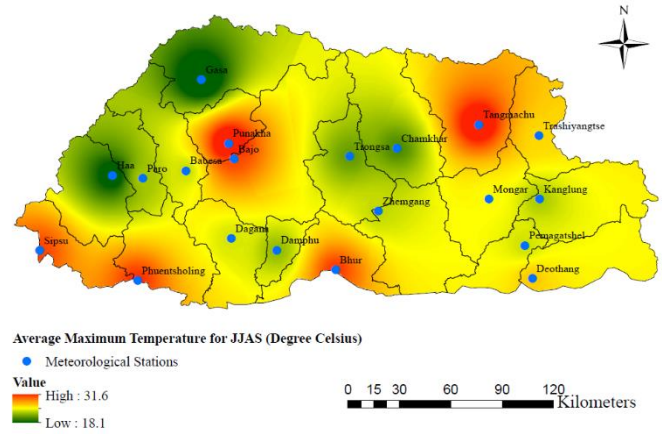 N
Gasa
Punakha
Bajo
Tangmachu
Trashiyangtse
Chamkhar
Trongsa
Haa
Paro
Babesa
Mongar
Kanglung
Zhemgang
Sipsu
Dagana
Damphu
Pemagatshel
Phuentsholing
Bhur
Deothang
Average Maximum Temperature for JJAS (Degree Celsius)
Meteorological Stations
Value
High : 31.6
Low : 18.1
0 15 30 60 90 120
Kilometers